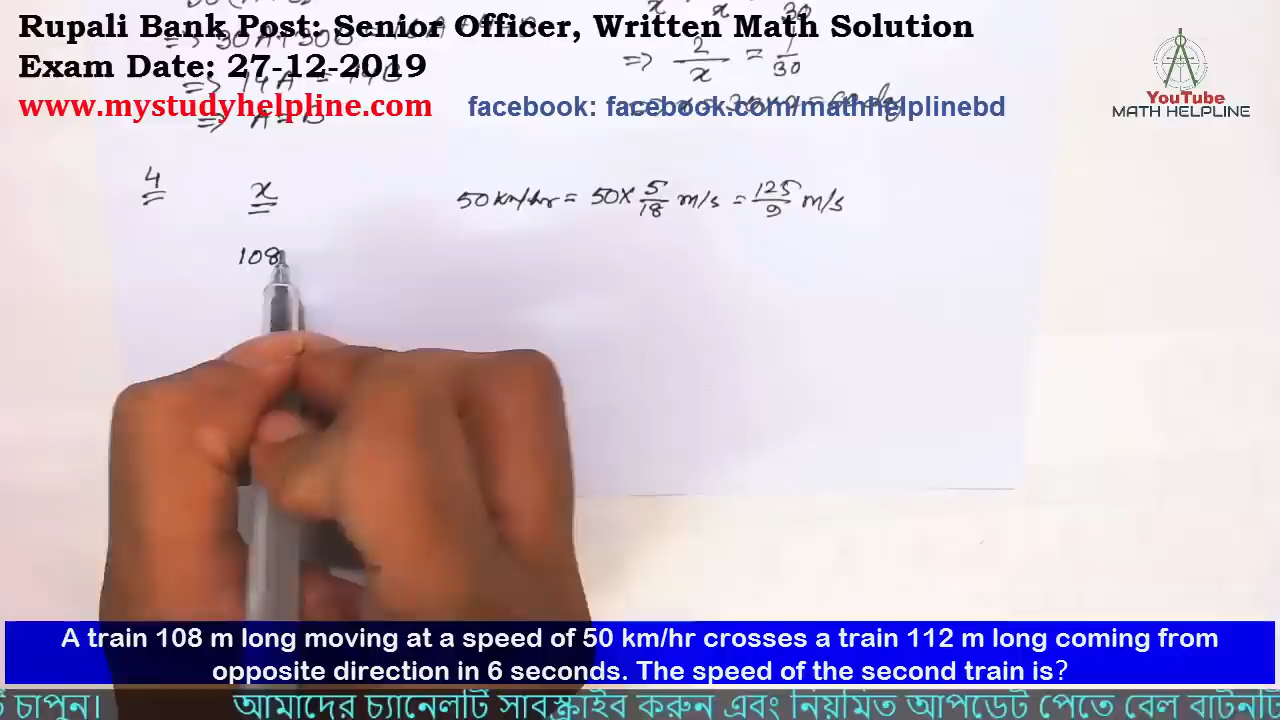 Rupali Bank Post: Senior Officer, Written Math Solution
Exam Date: 27-12-2019
www.mystudyhelpline.com facebook: facebook.com/mathhelplinebd
YouTube
MATH HELPLINE
=> 2/x = 1/30
=> A = B
4
x
50 km/hr = 50 × 5/18 m/s = 125/9 m/s
108
A train 108 m long moving at a speed of 50 km/hr crosses a train 112 m long coming from
opposite direction in 6 seconds. The speed of the second train is?
চাপুন। আমাদের চ্যানেলটি সাবস্ক্রাইব করুন এবং নিয়মিত আপডেট পেতে বেল বাটনটি